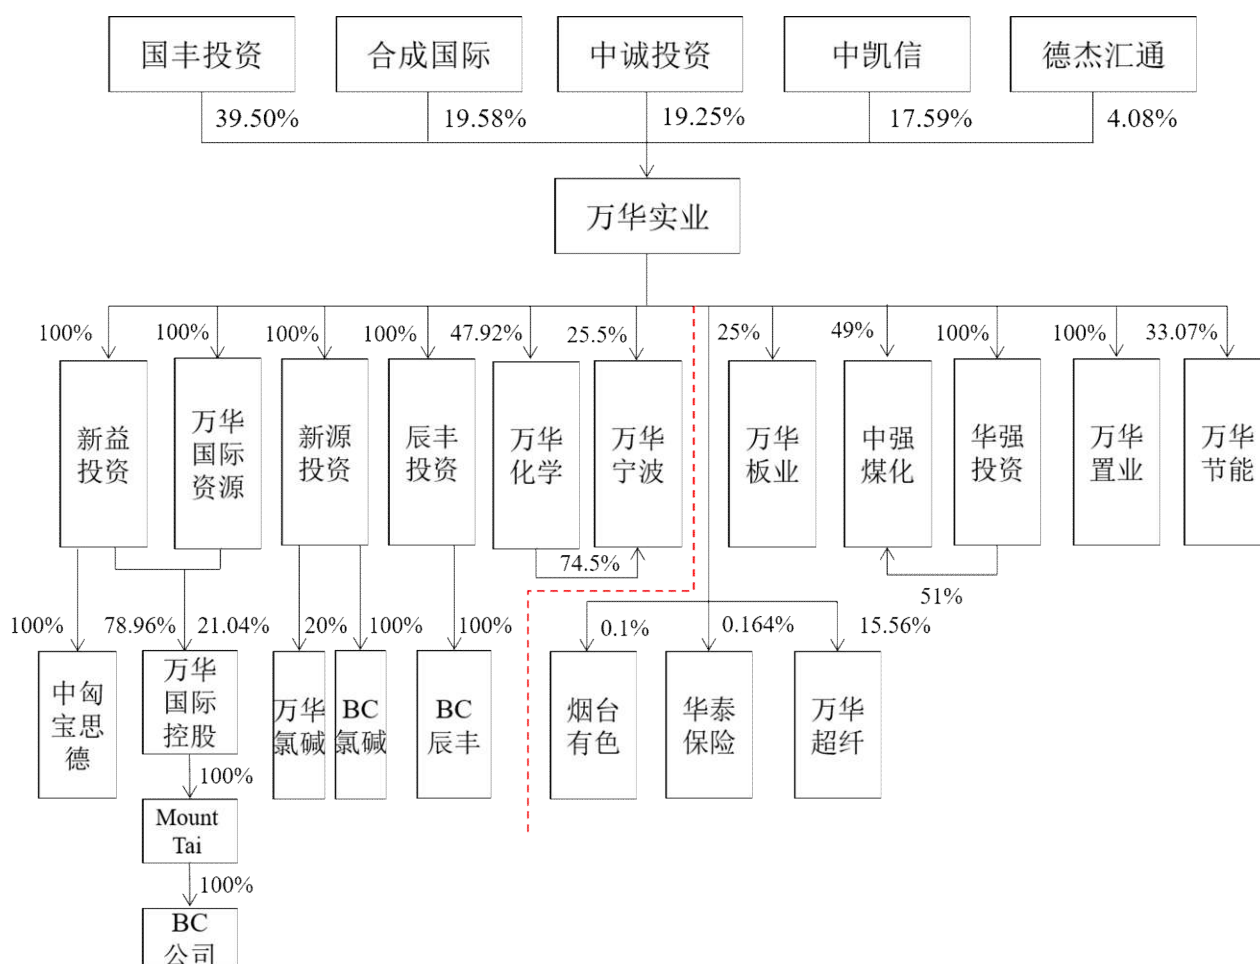 国丰投资
合成国际
中诚投资
中凯信
德杰汇通
39.50%
19.58%
19.25%
17.59%
4.08%
万华实业
100%
100%
100%
100%
47.92%
25.5%
25%
49%
100%
100%
33.07%
新益
投资
万华
国际
资源
新源
投资
辰丰
投资
万华
化学
万华
宁波
万华
板业
中强
煤化
华强
投资
万华
置业
万华
节能
74.5%
51%
100%
78.96%
21.04%
20%
100%
100%
0.1%
0.164%
15.56%
中匈
宝思
德
万华
国际
控股
万华
氯碱
BC
氯碱
BC
辰丰
烟台
有色
华泰
保险
万华
超纤
100%
Mount
Tai
100%
BC
公司